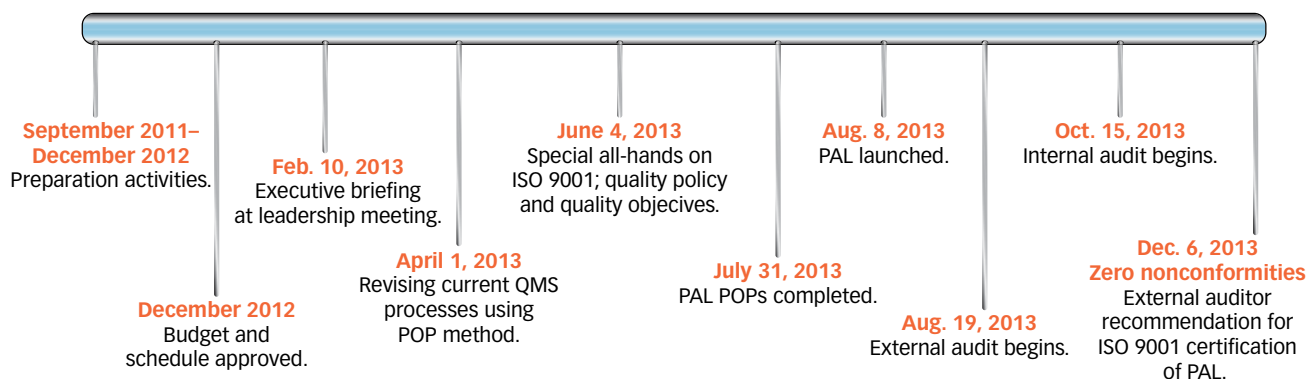 September 2011–
December 2012
Preparation activities.
December 2012
Budget and
schedule approved.
Feb. 10, 2013
Executive briefing
at leadership meeting.
April 1, 2013
Revising current QMS
processes using
POP method.
June 4, 2013
Special all-hands on
ISO 9001; quality policy
and quality objecives.
July 31, 2013
PAL POPs completed.
Aug. 8, 2013
PAL launched.
Aug. 19, 2013
External audit begins.
Oct. 15, 2013
Internal audit begins.
Dec. 6, 2013
Zero nonconformities
External auditor
recommendation for
ISO 9001 certification
of PAL.